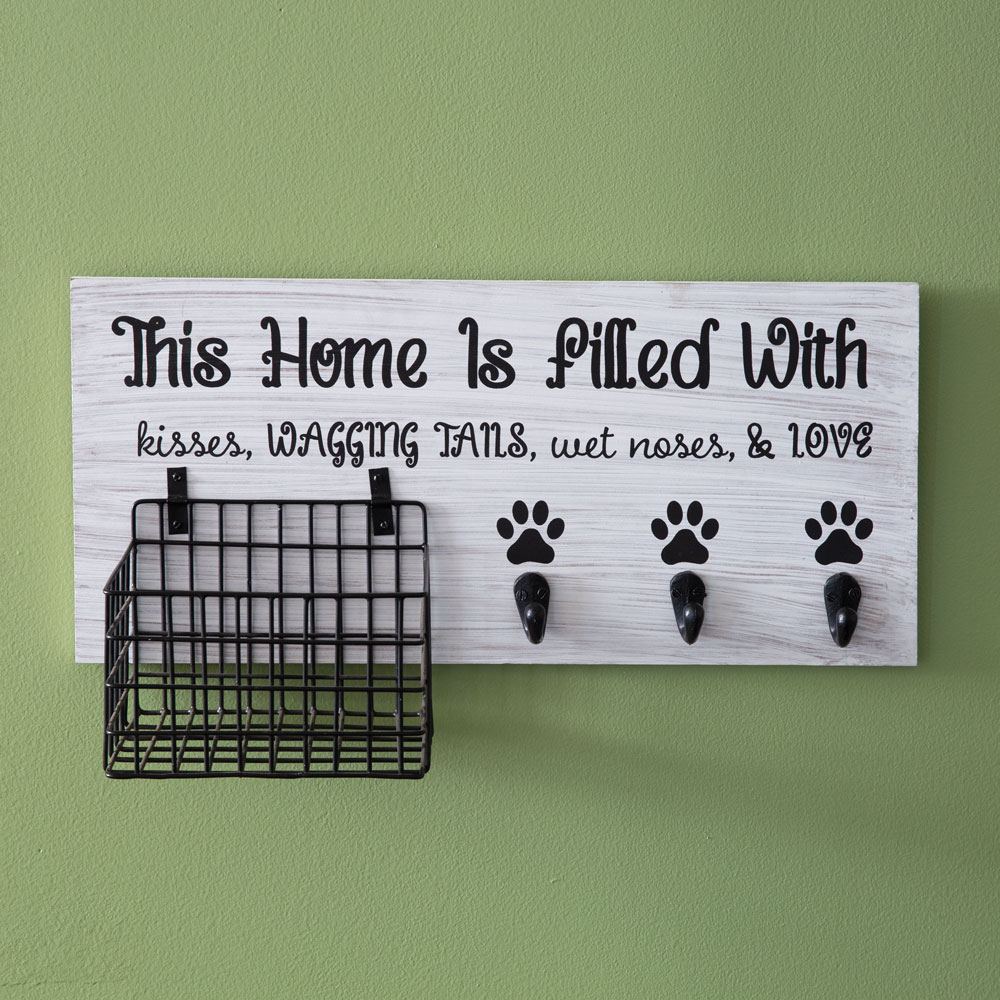 This Home Is Filled With
kisses, WAGGING TAILS, wet noses, & LOVE